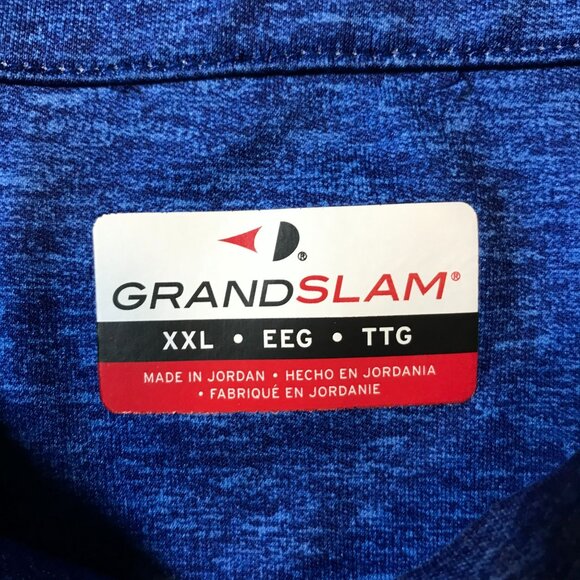 GRANDSLAM®
XXL • EEG • TTG
MADE IN JORDAN • HECHO EN JORDANIA
• FABRIQUÉ EN JORDANIE